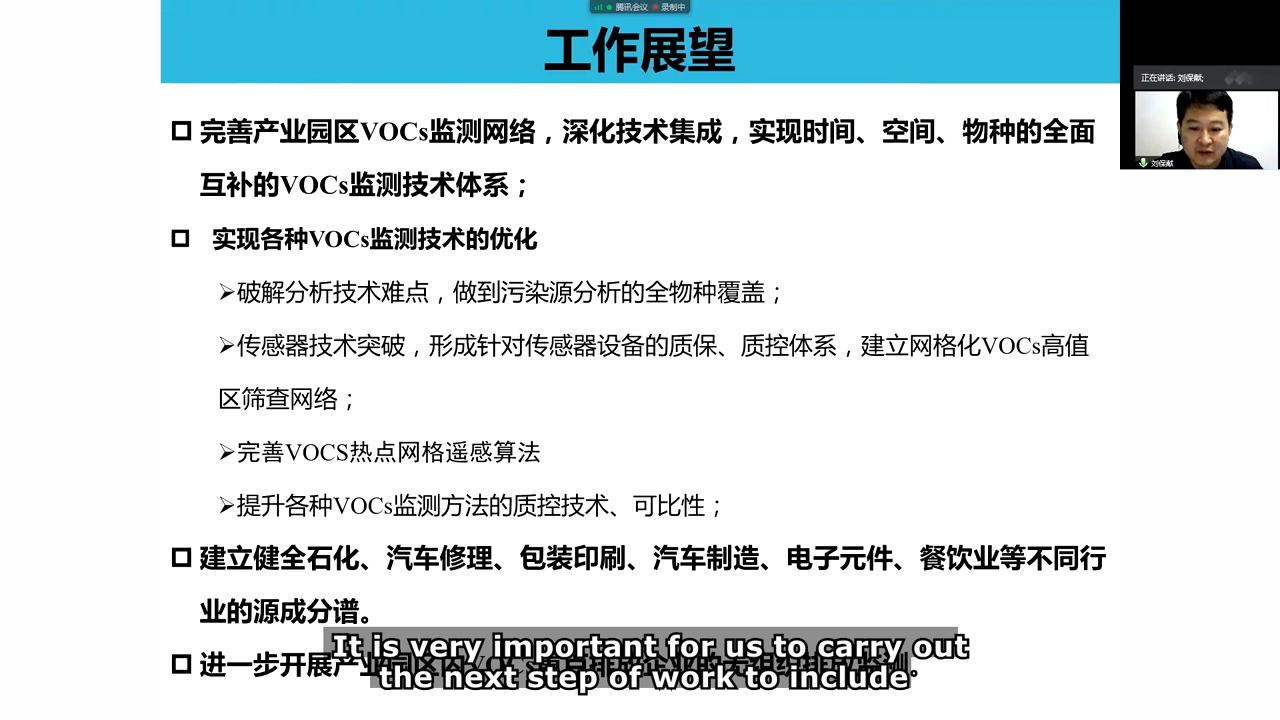 腾讯会议 录制中
工作展望
正在讲话: 刘保献;
刘保献
完善产业园区VOCs监测网络，深化技术集成，实现时间、空间、物种的全面
互补的VOCs监测技术体系；
实现各种VOCs监测技术的优化
破解分析技术难点，做到污染源分析的全物种覆盖；
传感器技术突破，形成针对传感器设备的质保、质控体系，建立网格化VOCs高值
区筛查网络；
完善VOCS热点网格遥感算法
提升各种VOCs监测方法的质控技术、可比性；
建立健全石化、汽车修理、包装印刷、汽车制造、电子元件、餐饮业等不同行
业的源成分谱。
进一步开展产业园区内VOCs
It is very important for us to carry out
the next step of work to include